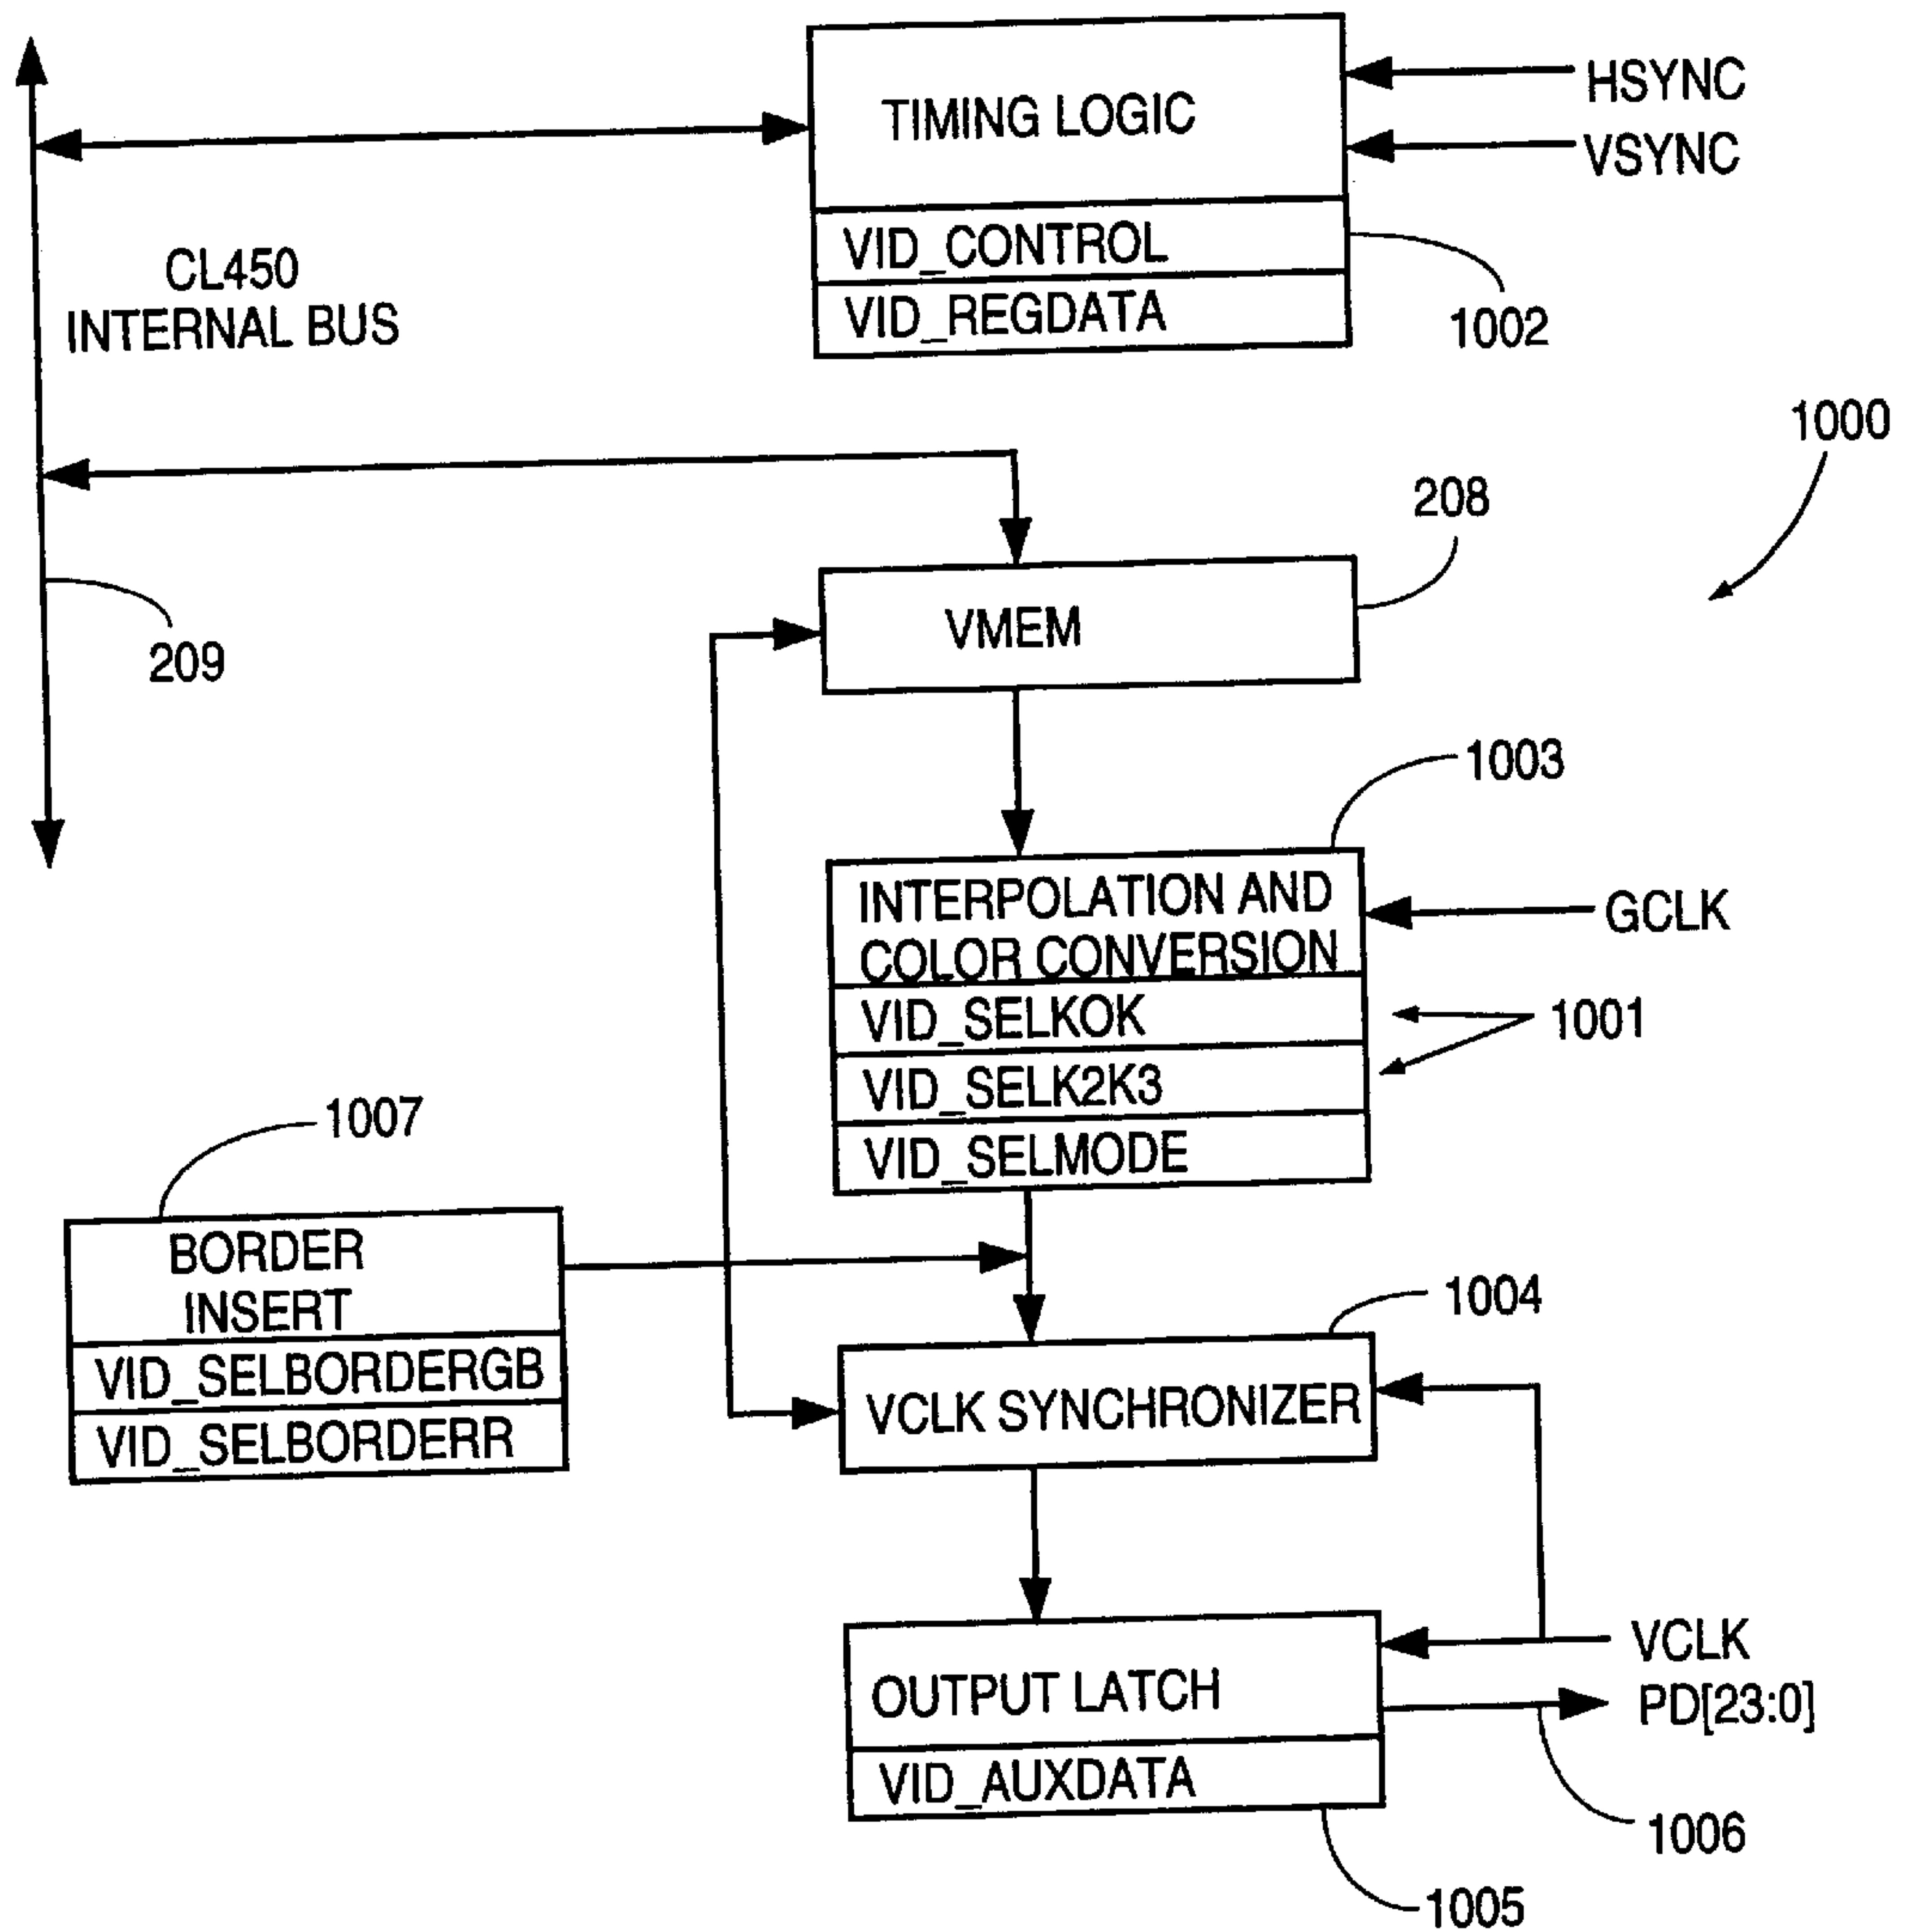 HSYNC
TIMING LOGIC
VSYNC
VID_CONTROL
CL450
INTERNAL BUS
VID_REGDATA
1002
1000
208
VMEM
209
1003
INTERPOLATION AND
COLOR CONVERSION
GCLK
VID_SELKOK
1001
VID_SELK2K3
1007
VID_SELMODE
BORDER
INSERT
1004
VID_SELBORDERGB
VCLK SYNCHRONIZER
VID_SELBORDERR
VCLK
OUTPUT LATCH
PD[23:0]
VID_AUXDATA
1006
1005